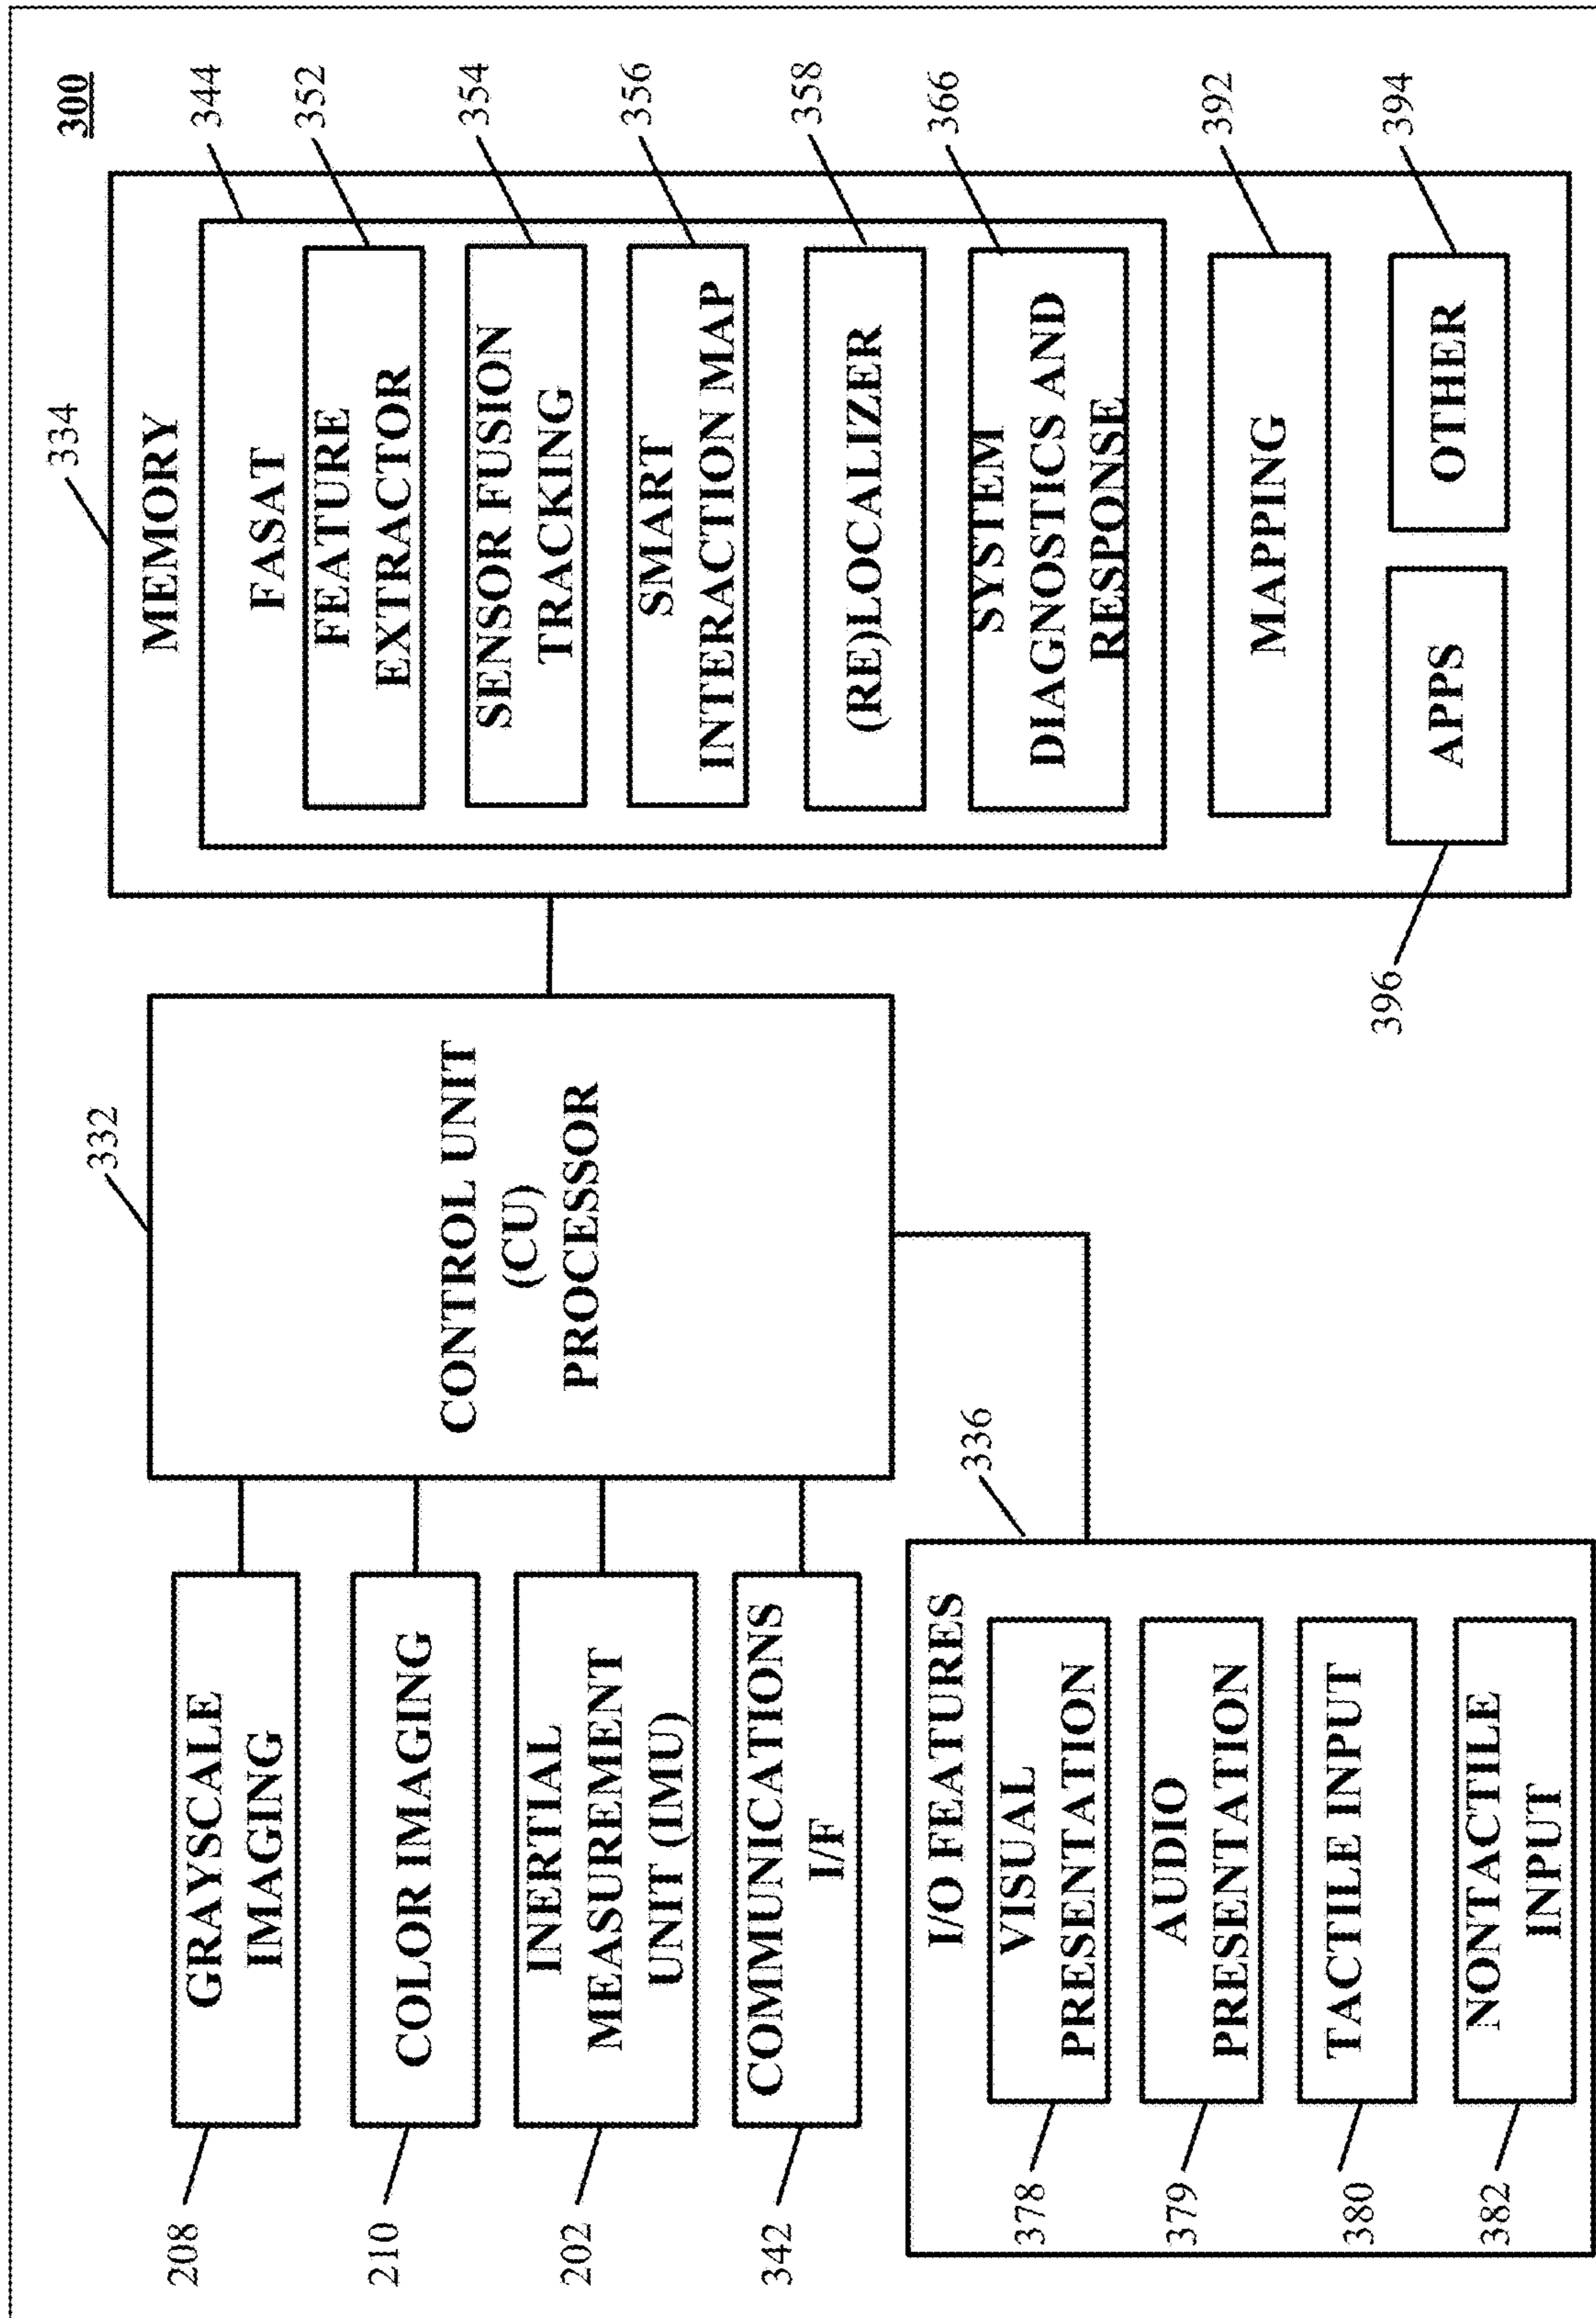 300
208
GRAYSCALE
IMAGING
210
COLOR IMAGING
202
INERTIAL
MEASUREMENT
UNIT (IMU)
342
COMMUNICATIONS
I/F
332
CONTROL UNIT
(CU)
PROCESSOR
336
I/O FEATURES
378
VISUAL
PRESENTATION
379
AUDIO
PRESENTATION
380
TACTILE INPUT
382
NONTACTILE
INPUT
334
MEMORY
344
FASAT
352
FEATURE
EXTRACTOR
354
SENSOR FUSION
TRACKING
356
SMART
INTERACTION MAP
358
(RE)LOCALIZER
366
SYSTEM
DIAGNOSTICS AND
RESPONSE
392
MAPPING
396
APPS
OTHER
394